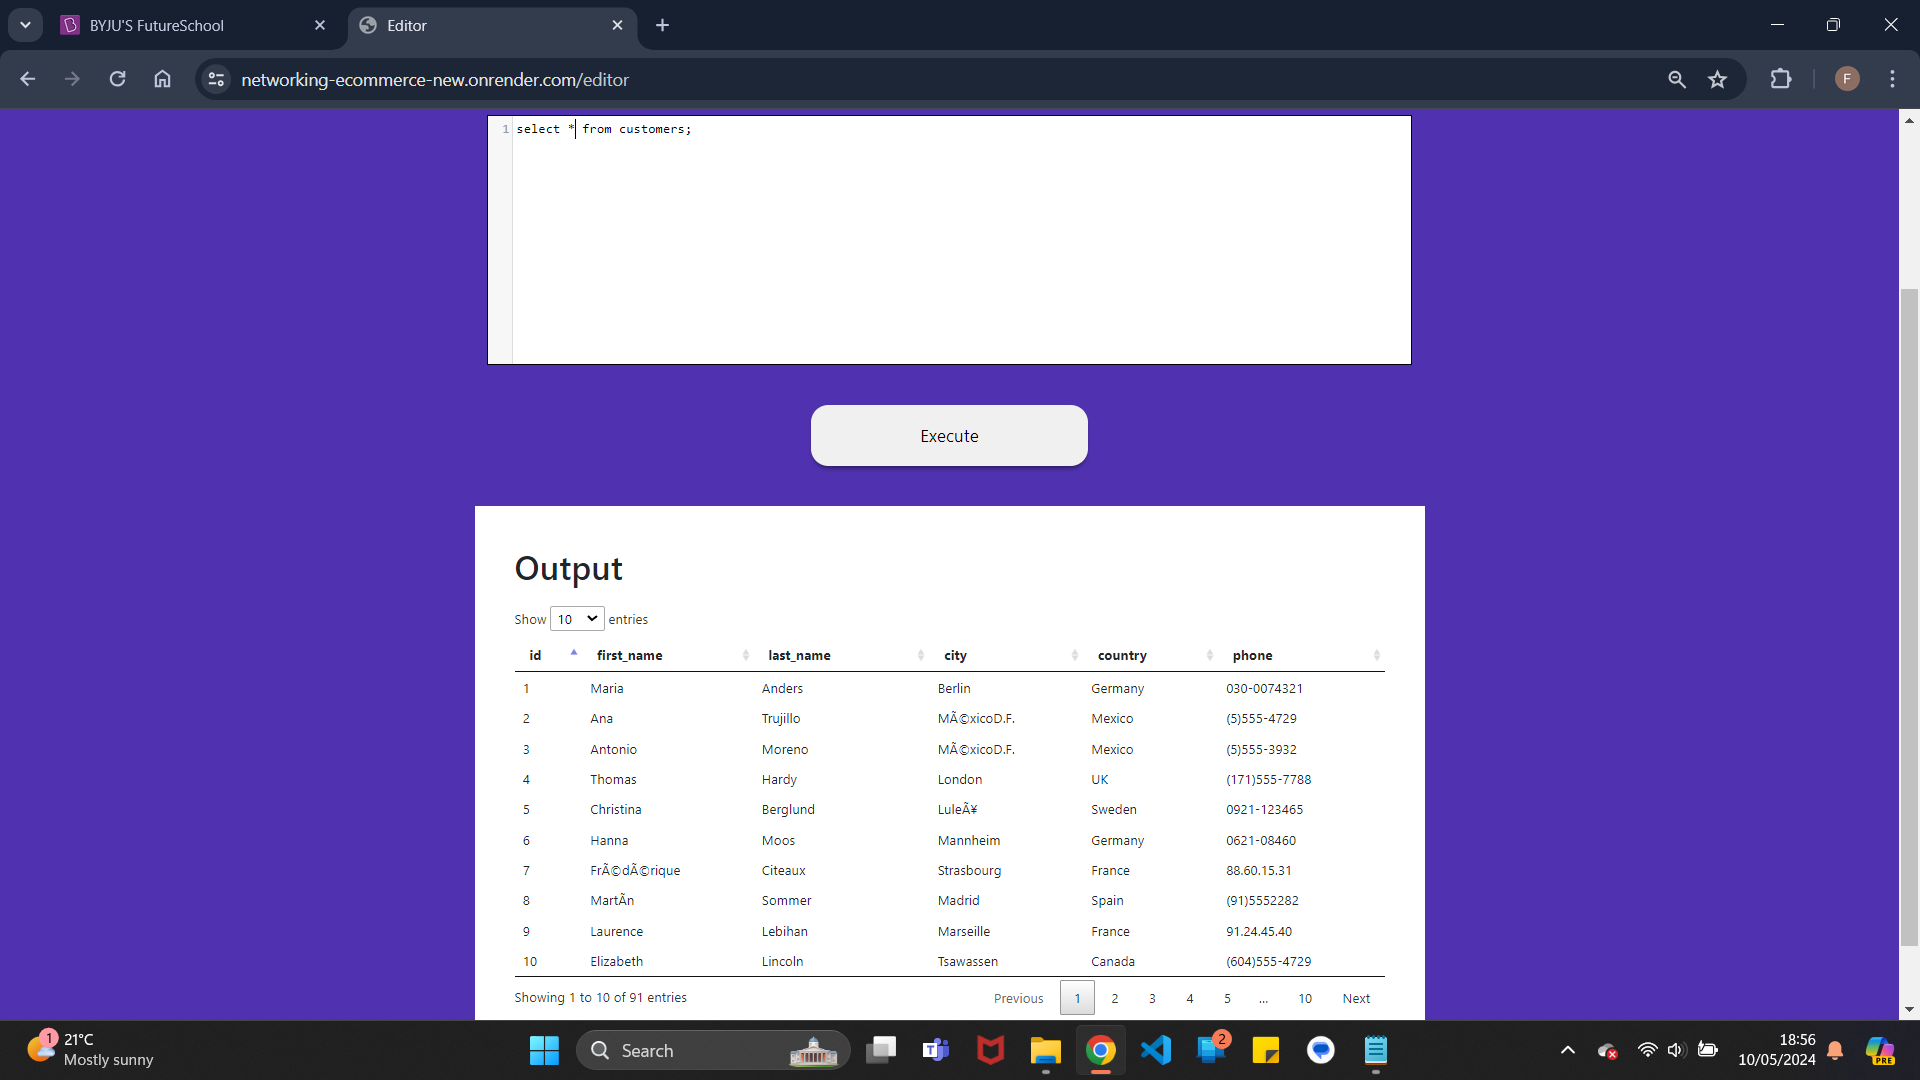 BYJU'S FutureSchool
Editor
networking-ecommerce-new.onrender.com/editor
F
1 select * from customers;
Execute
Output
Show 10 entries
id first_name last_name city country phone
1 Maria Anders Berlin Germany 030-0074321
2 Ana Trujillo MÃ©xicoD.F. Mexico (5)555-4729
3 Antonio Moreno MÃ©xicoD.F. Mexico (5)555-3932
4 Thomas Hardy London UK (171)555-7788
5 Christina Berglund LuleÃ¥ Sweden 0921-123465
6 Hanna Moos Mannheim Germany 0621-08460
7 FrÃ©dÃ©rique Citeaux Strasbourg France 88.60.15.31
8 MartÃn Sommer Madrid Spain (91)5552282
9 Laurence Lebihan Marseille France 91.24.45.40
10 Elizabeth Lincoln Tsawassen Canada (604)555-4729
Showing 1 to 10 of 91 entries Previous 1 2 3 4 5 ... 10 Next
1
21°C
Mostly sunny
Search
T
2
18:56
10/05/2024
PRE